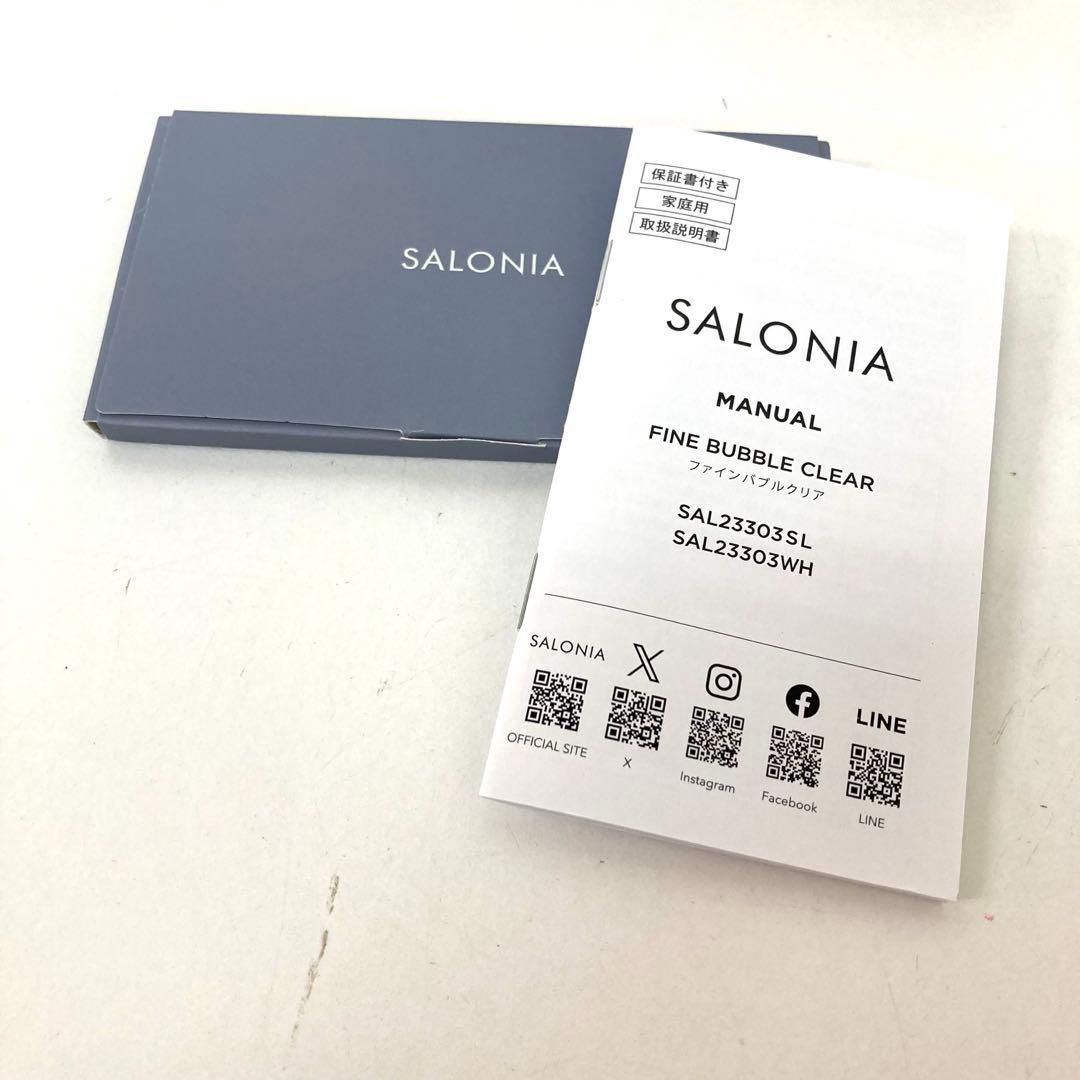 SALONIA
保証書付き
家庭用
取扱説明書
SALONIA
MANUAL
FINE BUBBLE CLEAR
ファインバブルクリア
SAL23303SL
SAL23303WH
SALONIA
OFFICIAL SITE
X
Instagram
Facebook
LINE
LINE